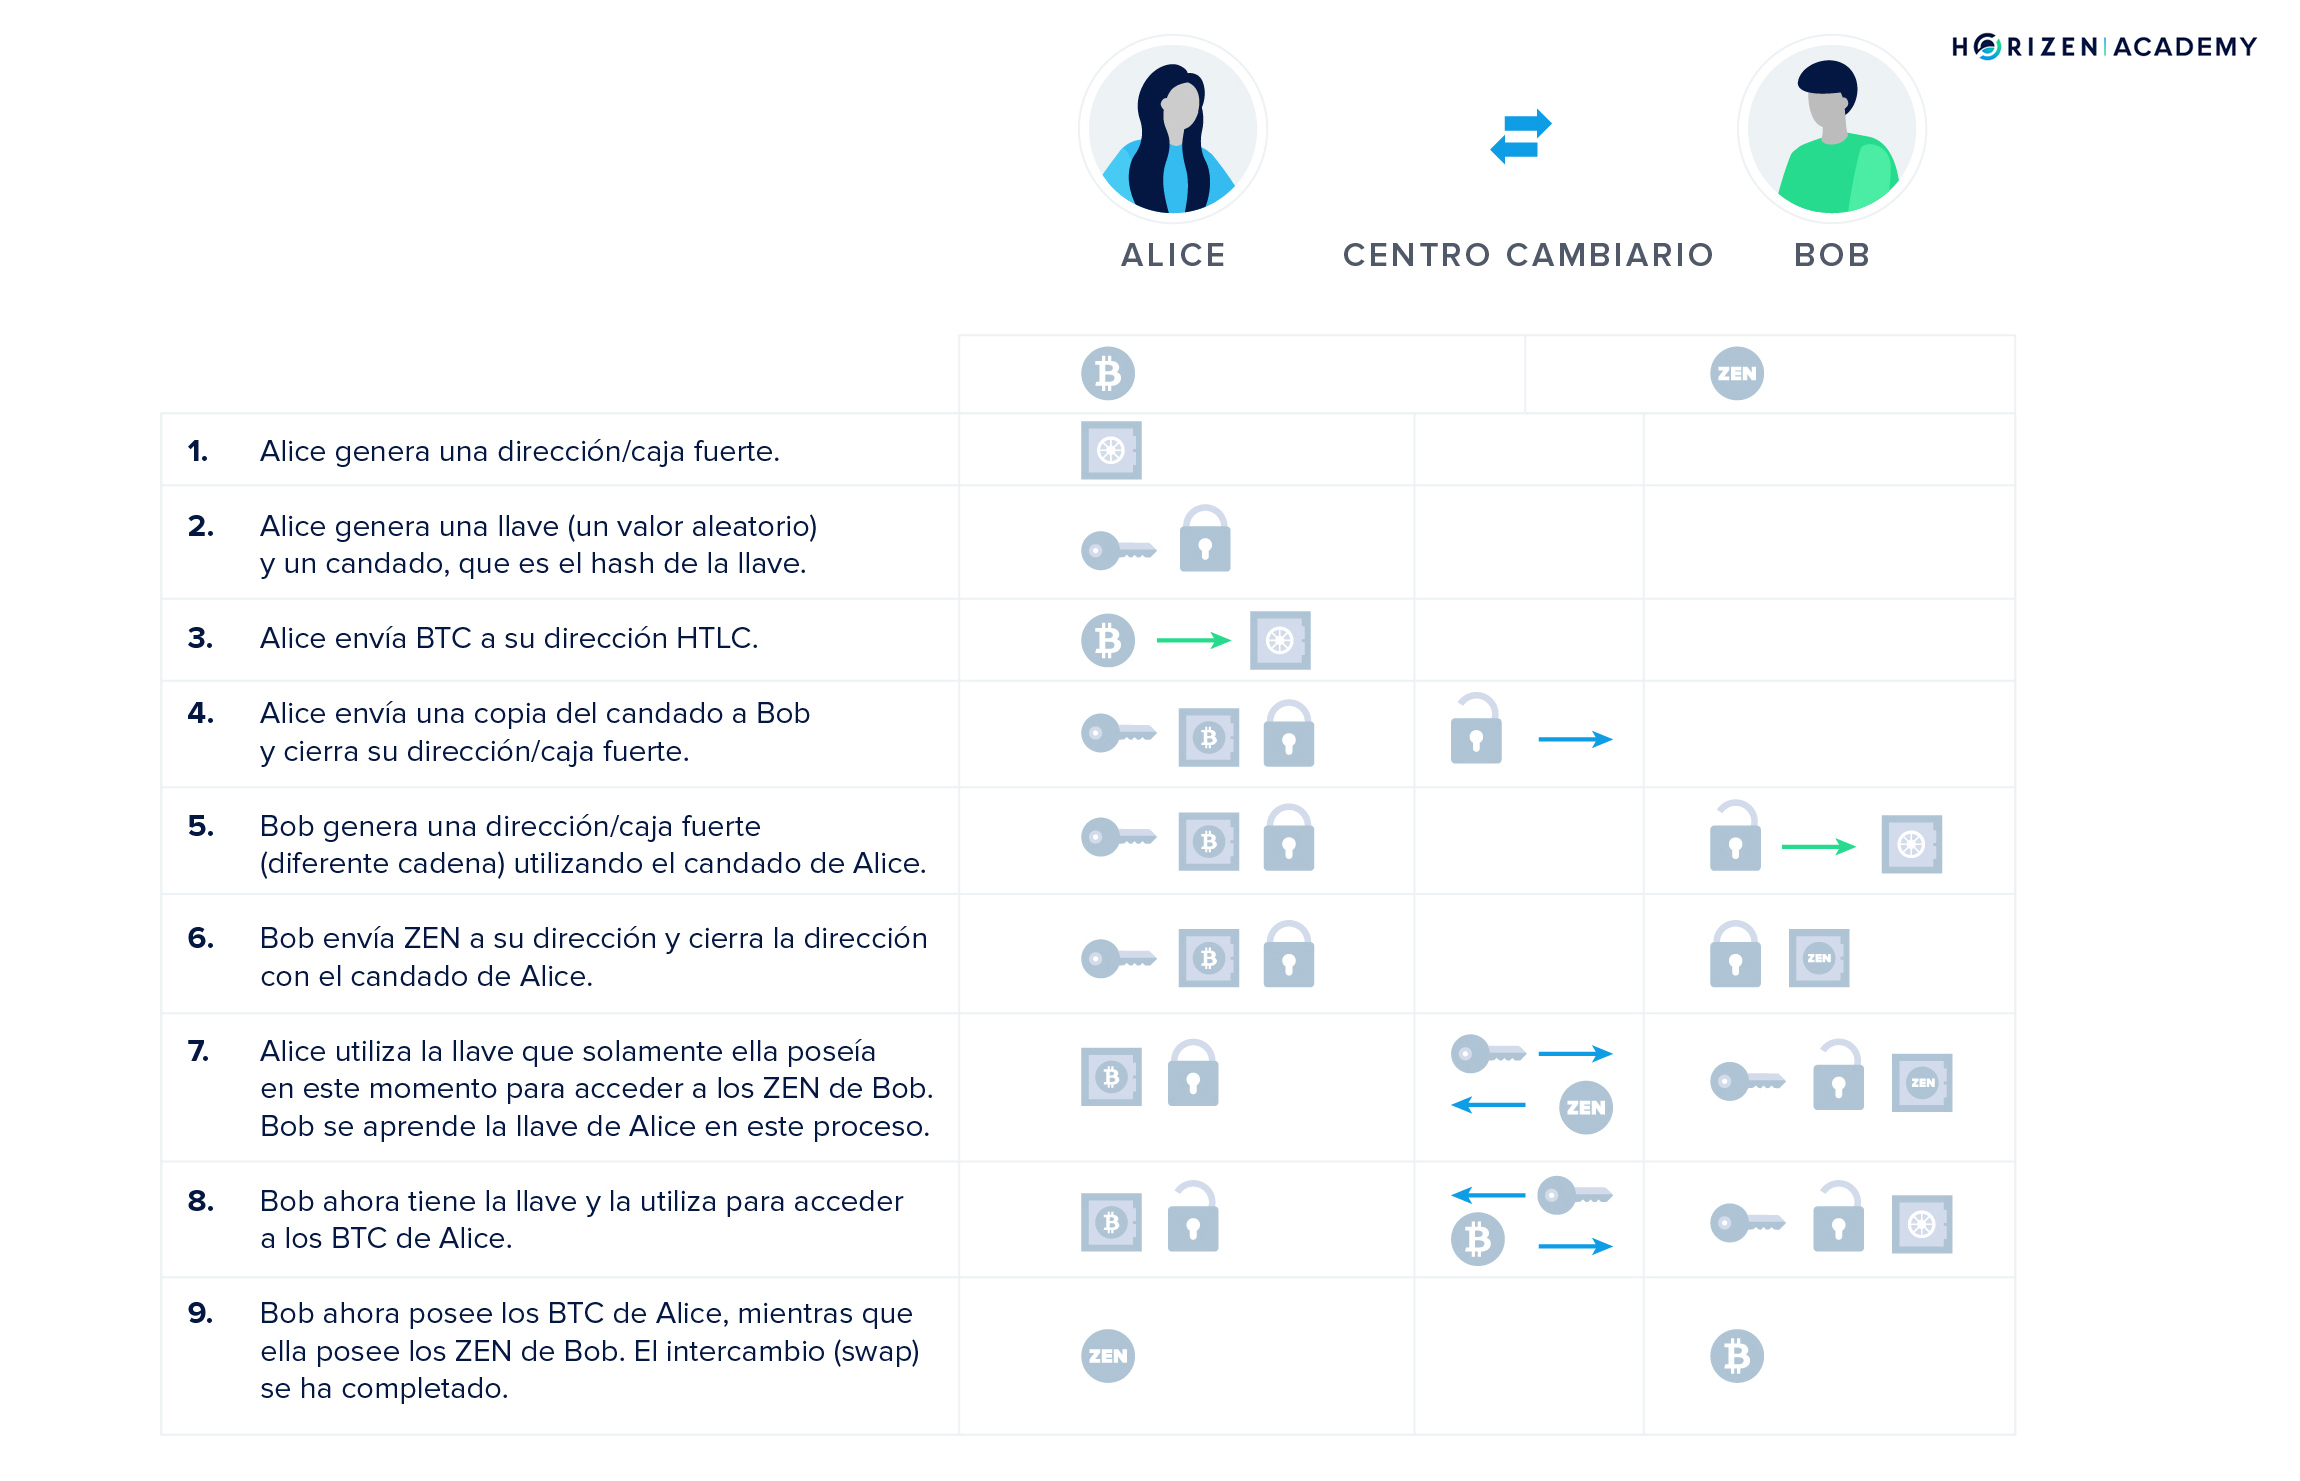 HORIZEN | ACADEMY
ALICE
CENTRO CAMBIARIO
BOB
ZEN
1. Alice genera una dirección/caja fuerte.
2. Alice genera una llave (un valor aleatorio)
y un candado, que es el hash de la llave.
3. Alice envía BTC a su dirección HTLC.
4. Alice envía una copia del candado a Bob
y cierra su dirección/caja fuerte.
5. Bob genera una dirección/caja fuerte
(diferente cadena) utilizando el candado de Alice.
6. Bob envía ZEN a su dirección y cierra la dirección
con el candado de Alice.
ZEN
7. Alice utiliza la llave que solamente ella poseía
en este momento para acceder a los ZEN de Bob.
Bob se aprende la llave de Alice en este proceso.
ZEN
ZEN
8. Bob ahora tiene la llave y la utiliza para acceder
a los BTC de Alice.
9. Bob ahora posee los BTC de Alice, mientras que
ella posee los ZEN de Bob. El intercambio (swap)
se ha completado.
ZEN